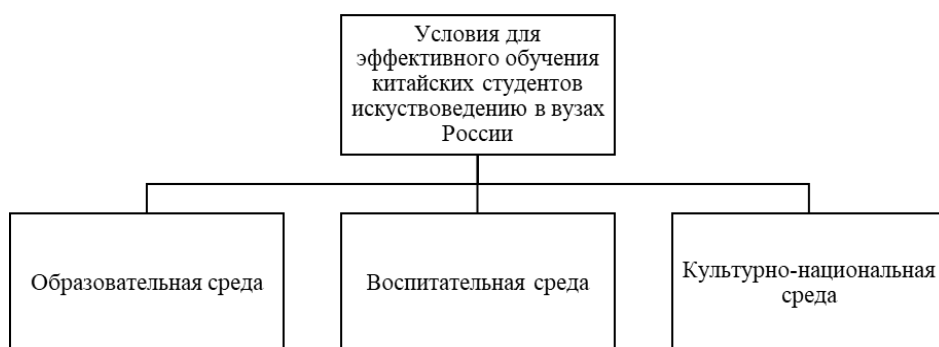 Условия для
эффективного обучения
китайских студентов
искуствоведению в вузах
России
Образовательная среда
Воспитательная среда
Культурно-национальная
среда